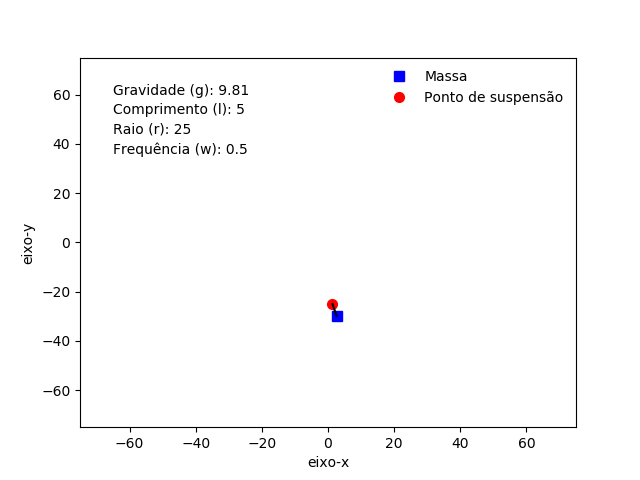 Gravidade (g): 9.81
Comprimento (l): 5
Raio (r): 25
Frequência (w): 0.5
Massa
Ponto de suspensão
60
40
20
0
−20
−40
−60
eixo-y
−60
−40
−20
0
20
40
60
eixo-x